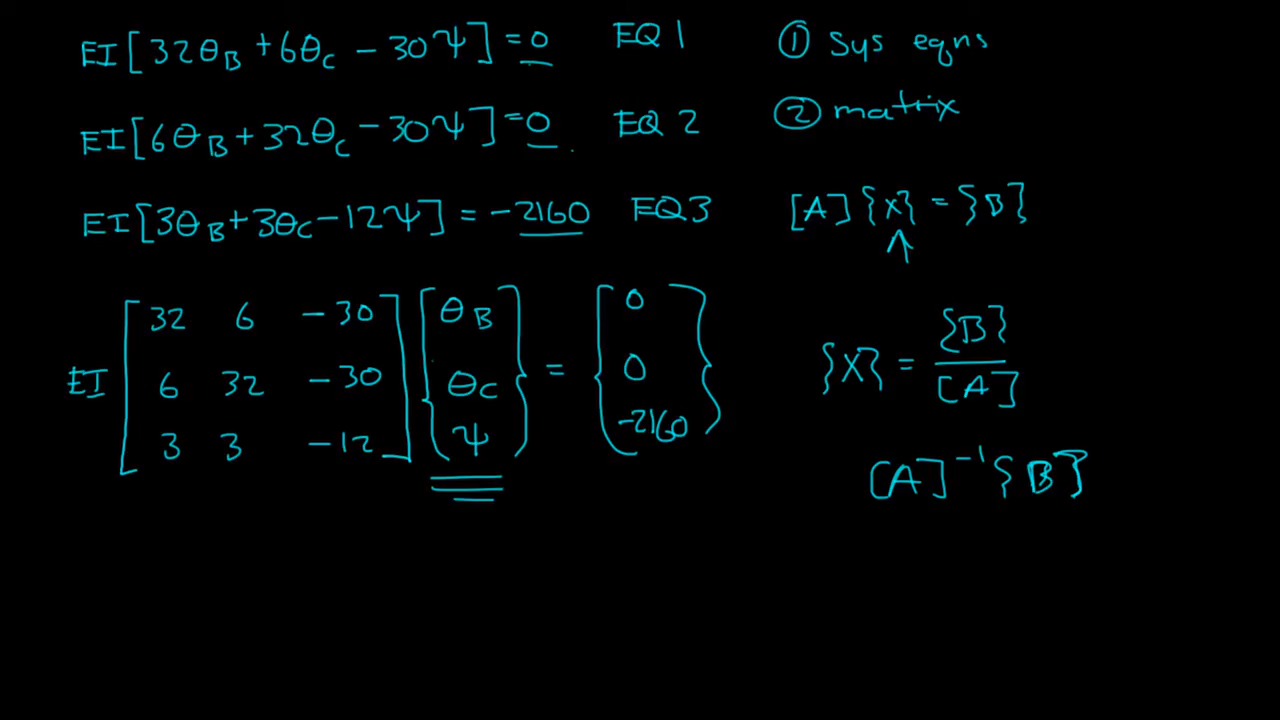 EI[32θB + 6θC − 30Ψ] = 0 EQ 1
① Sys eqns
EI[6θB + 32θC − 30Ψ] = 0 EQ 2
② matrix
EI[3θB + 3θC − 12Ψ] = −2160 EQ3
[A]{x} = {B}
↑
EI [32 6 −30] {θB} = {0}
[6 32 −30] {θC} {0}
[3 3 −12] {Ψ} {−2160}
{X} = {B}
[A]
[A]⁻¹{B}